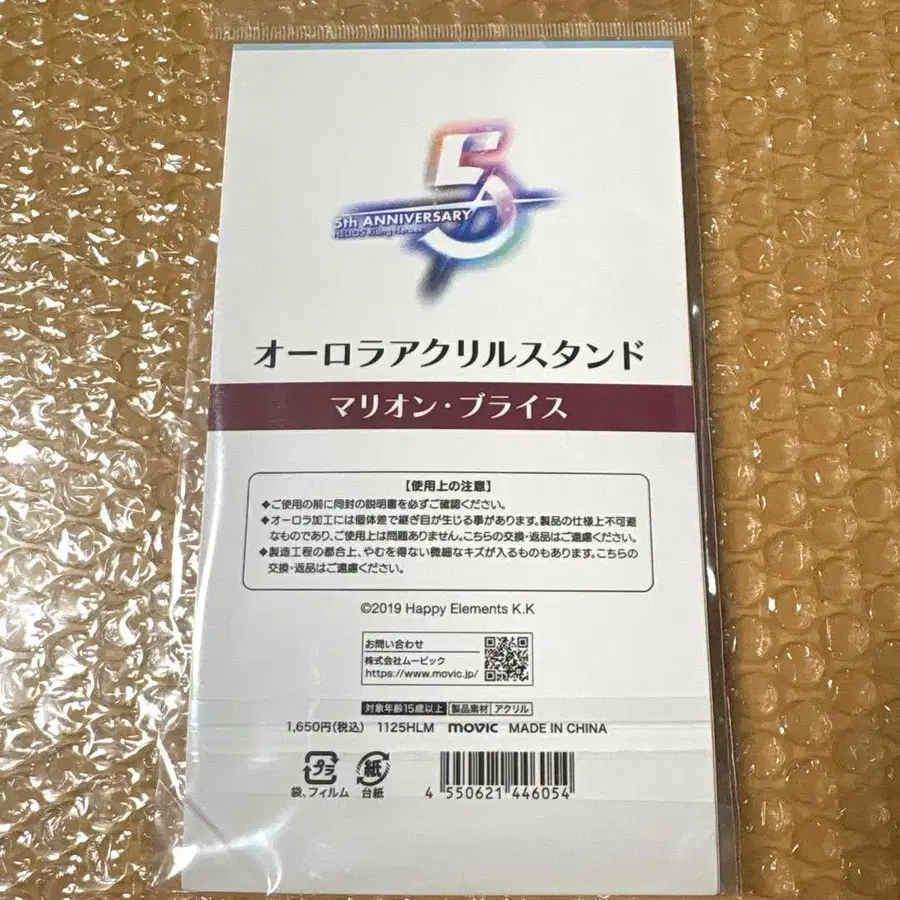 5
5th ANNIVERSARY
HELIOS Rising Heroes
オーロラアクリルスタンド
マリオン・ブライス
【使用上の注意】
◆ご使用の前に同封の説明書を必ずご確認ください。
◆オーロラ加工には個体差で継ぎ目が生じる事があります。製品の仕様上不可避
なものであり、ご使用上は問題ありません。こちらの交換・返品はご遠慮ください。
◆製造工程の都合上、やむを得ない微細なキズが入るものもあります。こちらの
交換・返品はご遠慮ください。
©2019 Happy Elements K.K
お問い合わせ
株式会社ムービック
https://www.movic.jp/
対象年齢15歳以上 製品素材 アクリル
1,650円(税込) 1125HLM movic MADE IN CHINA
プラ 紙
袋、フィルム 台紙
4 550621 446054